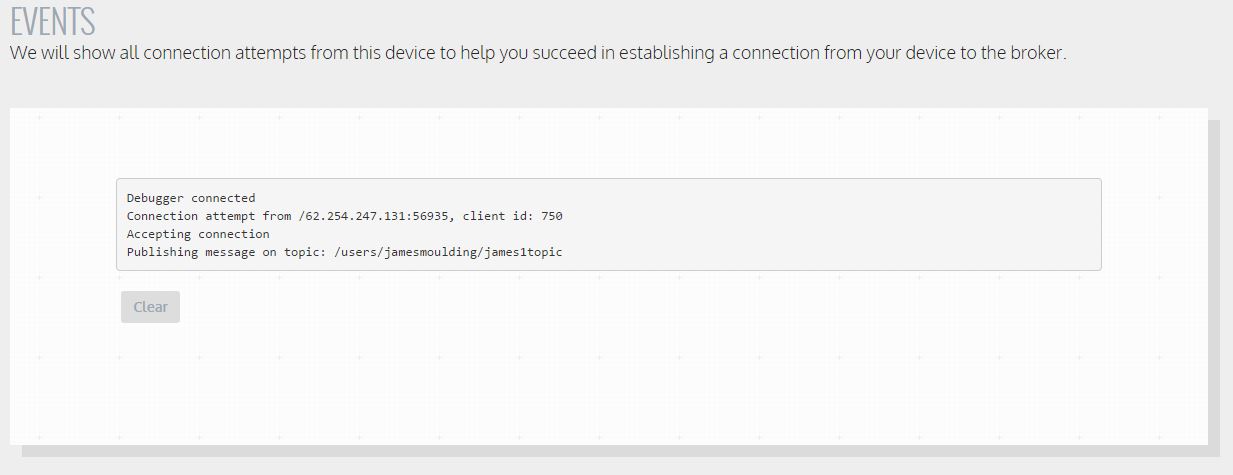 EVENTS
We will show all connection attempts from this device to help you succeed in establishing a connection from your device to the broker.
Debugger connected
Connection attempt from /62.254.247.131:56935, client id: 750
Accepting connection
Publishing message on topic: /users/jamesmoulding/james1topic
Clear